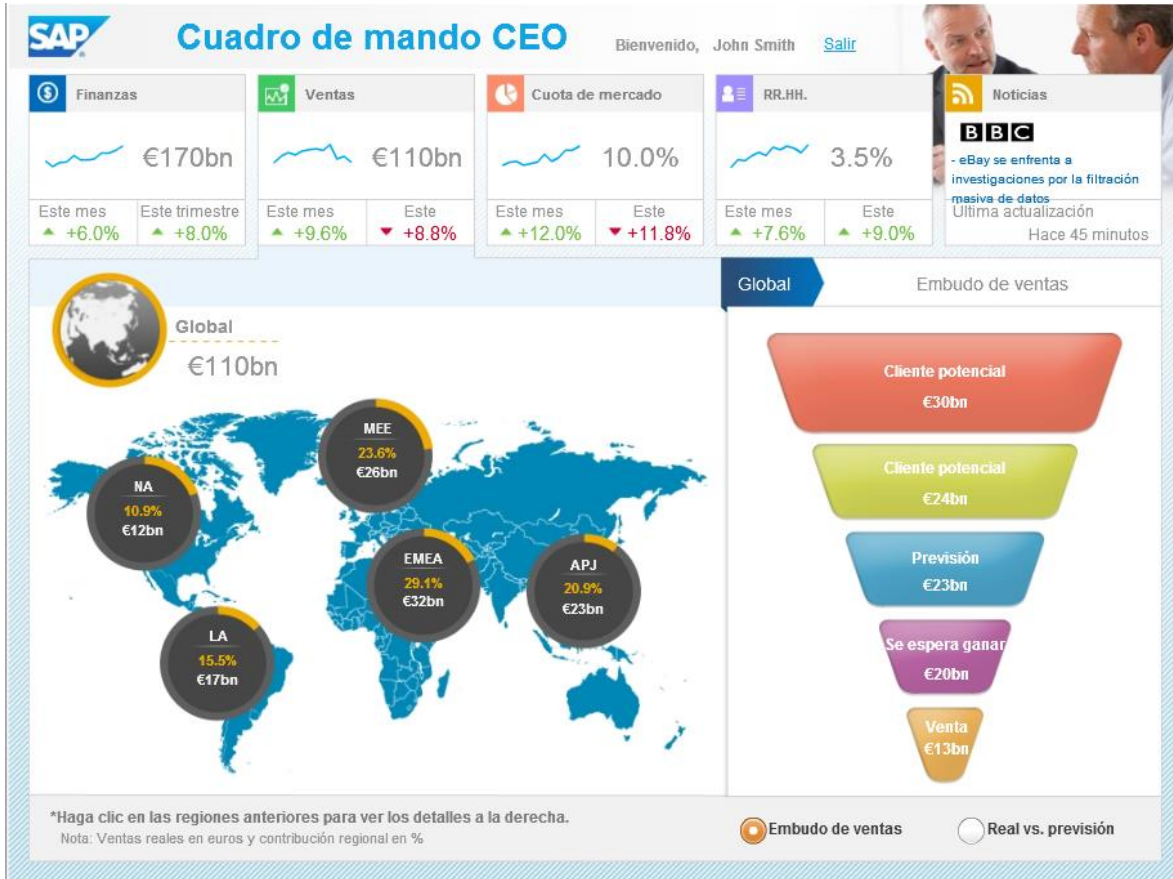 SAP
Cuadro de mando CEO
Bienvenido, John Smith Salir
Finanzas
€170bn
Este mes Este trimestre
+6.0% +8.0%
Ventas
€110bn
Este mes Este
+9.6% +8.8%
Cuota de mercado
10.0%
Este mes Este
+12.0% +11.8%
RR.HH.
3.5%
Este mes Este
+7.6% +9.0%
Noticias
BBC
- eBay se enfrenta a
investigaciones por la filtración
masiva de datos
Última actualización
Hace 45 minutos
Global
€110bn
MEE
23.6%
€26bn
NA
10.9%
€12bn
EMEA
29.1%
€32bn
APJ
20.9%
€23bn
LA
15.5%
€17bn
Global Embudo de ventas
Cliente potencial
€30bn
Cliente potencial
€24bn
Previsión
€23bn
Se espera ganar
€20bn
Venta
€13bn
*Haga clic en las regiones anteriores para ver los detalles a la derecha.
Nota: Ventas reales en euros y contribución regional en %
Embudo de ventas Real vs. previsión